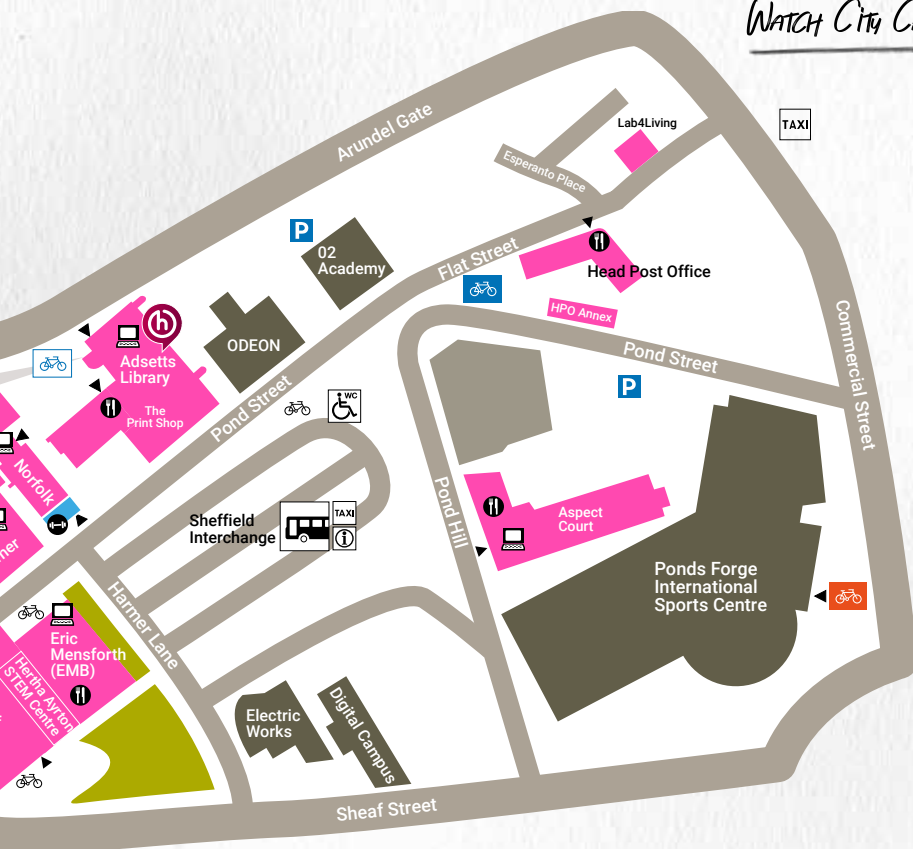 WATCH CITY
Arundel Gate
TAXI
Lab4Living
Esperanto Place
P
02
Academy
Flat Street
Head Post Office
HPO Annex
h
Adsetts
Library
The
Print Shop
ODEON
Pond Street
WC
Pond Street
P
Commercial Street
Norfolk
Sheffield
Interchange
TAXI
i
Pond Hill
Aspect
Court
Ponds Forge
International
Sports Centre
Harmer Lane
Eric
Mensforth
(EMB)
Hertha Ayrton
STEM Centre
Electric
Works
Digital Campus
Sheaf Street